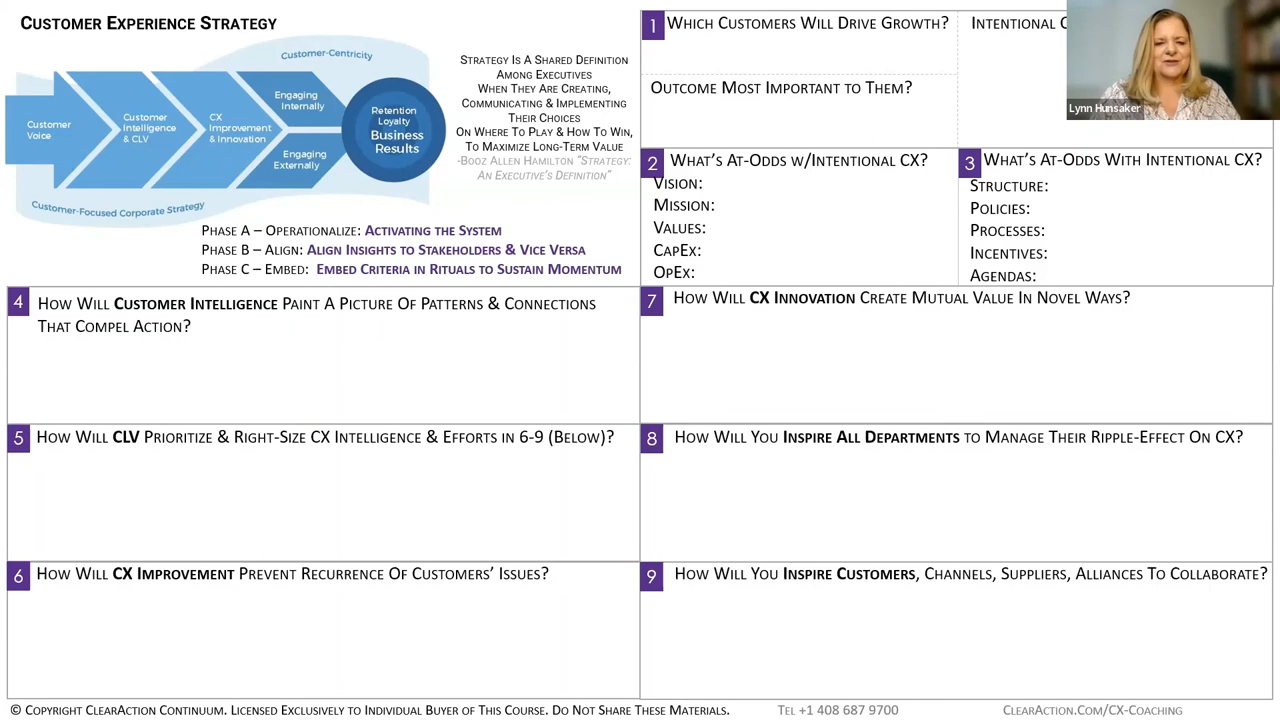 Customer Experience Strategy
Customer-Centricity
Customer
Voice
Customer
Intelligence
& CLV
CX
Improvement
& Innovation
Engaging
Internally
Engaging
Externally
Retention
Loyalty
Business
Results
Customer-Focused Corporate Strategy
Strategy Is A Shared Definition
Among Executives
When They Are Creating,
Communicating & Implementing
Their Choices
On Where To Play & How To Win,
To Maximize Long-Term Value
-Booz Allen Hamilton "Strategy:
An Executive's Definition"
Phase A – Operationalize: Activating the System
Phase B – Align: Align Insights to Stakeholders & Vice Versa
Phase C – Embed: Embed Criteria in Rituals to Sustain Momentum
1 Which Customers Will Drive Growth?
Outcome Most Important to Them?
Intentional C
Lynn Hunsaker
2 What's At-Odds w/Intentional CX?
Vision:
Mission:
Values:
CapEx:
OpEx:
3 What's At-Odds With Intentional CX?
Structure:
Policies:
Processes:
Incentives:
Agendas:
4 How Will Customer Intelligence Paint A Picture Of Patterns & Connections
That Compel Action?
5 How Will CLV Prioritize & Right-Size CX Intelligence & Efforts in 6-9 (Below)?
6 How Will CX Improvement Prevent Recurrence Of Customers' Issues?
7 How Will CX Innovation Create Mutual Value In Novel Ways?
8 How Will You Inspire All Departments to Manage Their Ripple-Effect On CX?
9 How Will You Inspire Customers, Channels, Suppliers, Alliances To Collaborate?
© Copyright ClearAction Continuum. Licensed Exclusively to Individual Buyer of This Course. Do Not Share These Materials.
Tel +1 408 687 9700
ClearAction.Com/CX-Coaching